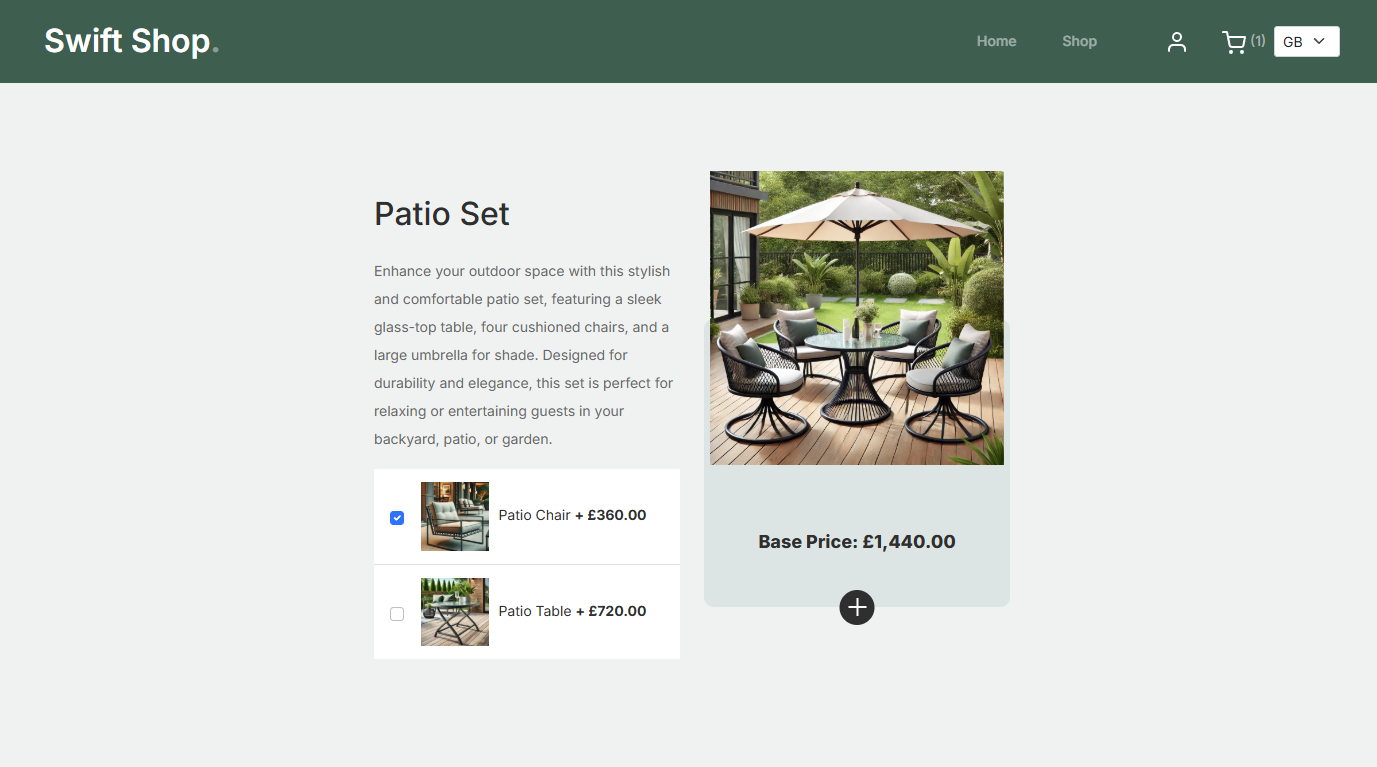 Swift Shop.
Home
Shop
(1)
GB
Patio Set
Enhance your outdoor space with this stylish
and comfortable patio set, featuring a sleek
glass-top table, four cushioned chairs, and a
large umbrella for shade. Designed for
durability and elegance, this set is perfect for
relaxing or entertaining guests in your
backyard, patio, or garden.
Patio Chair + £360.00
Patio Table + £720.00
Base Price: £1,440.00